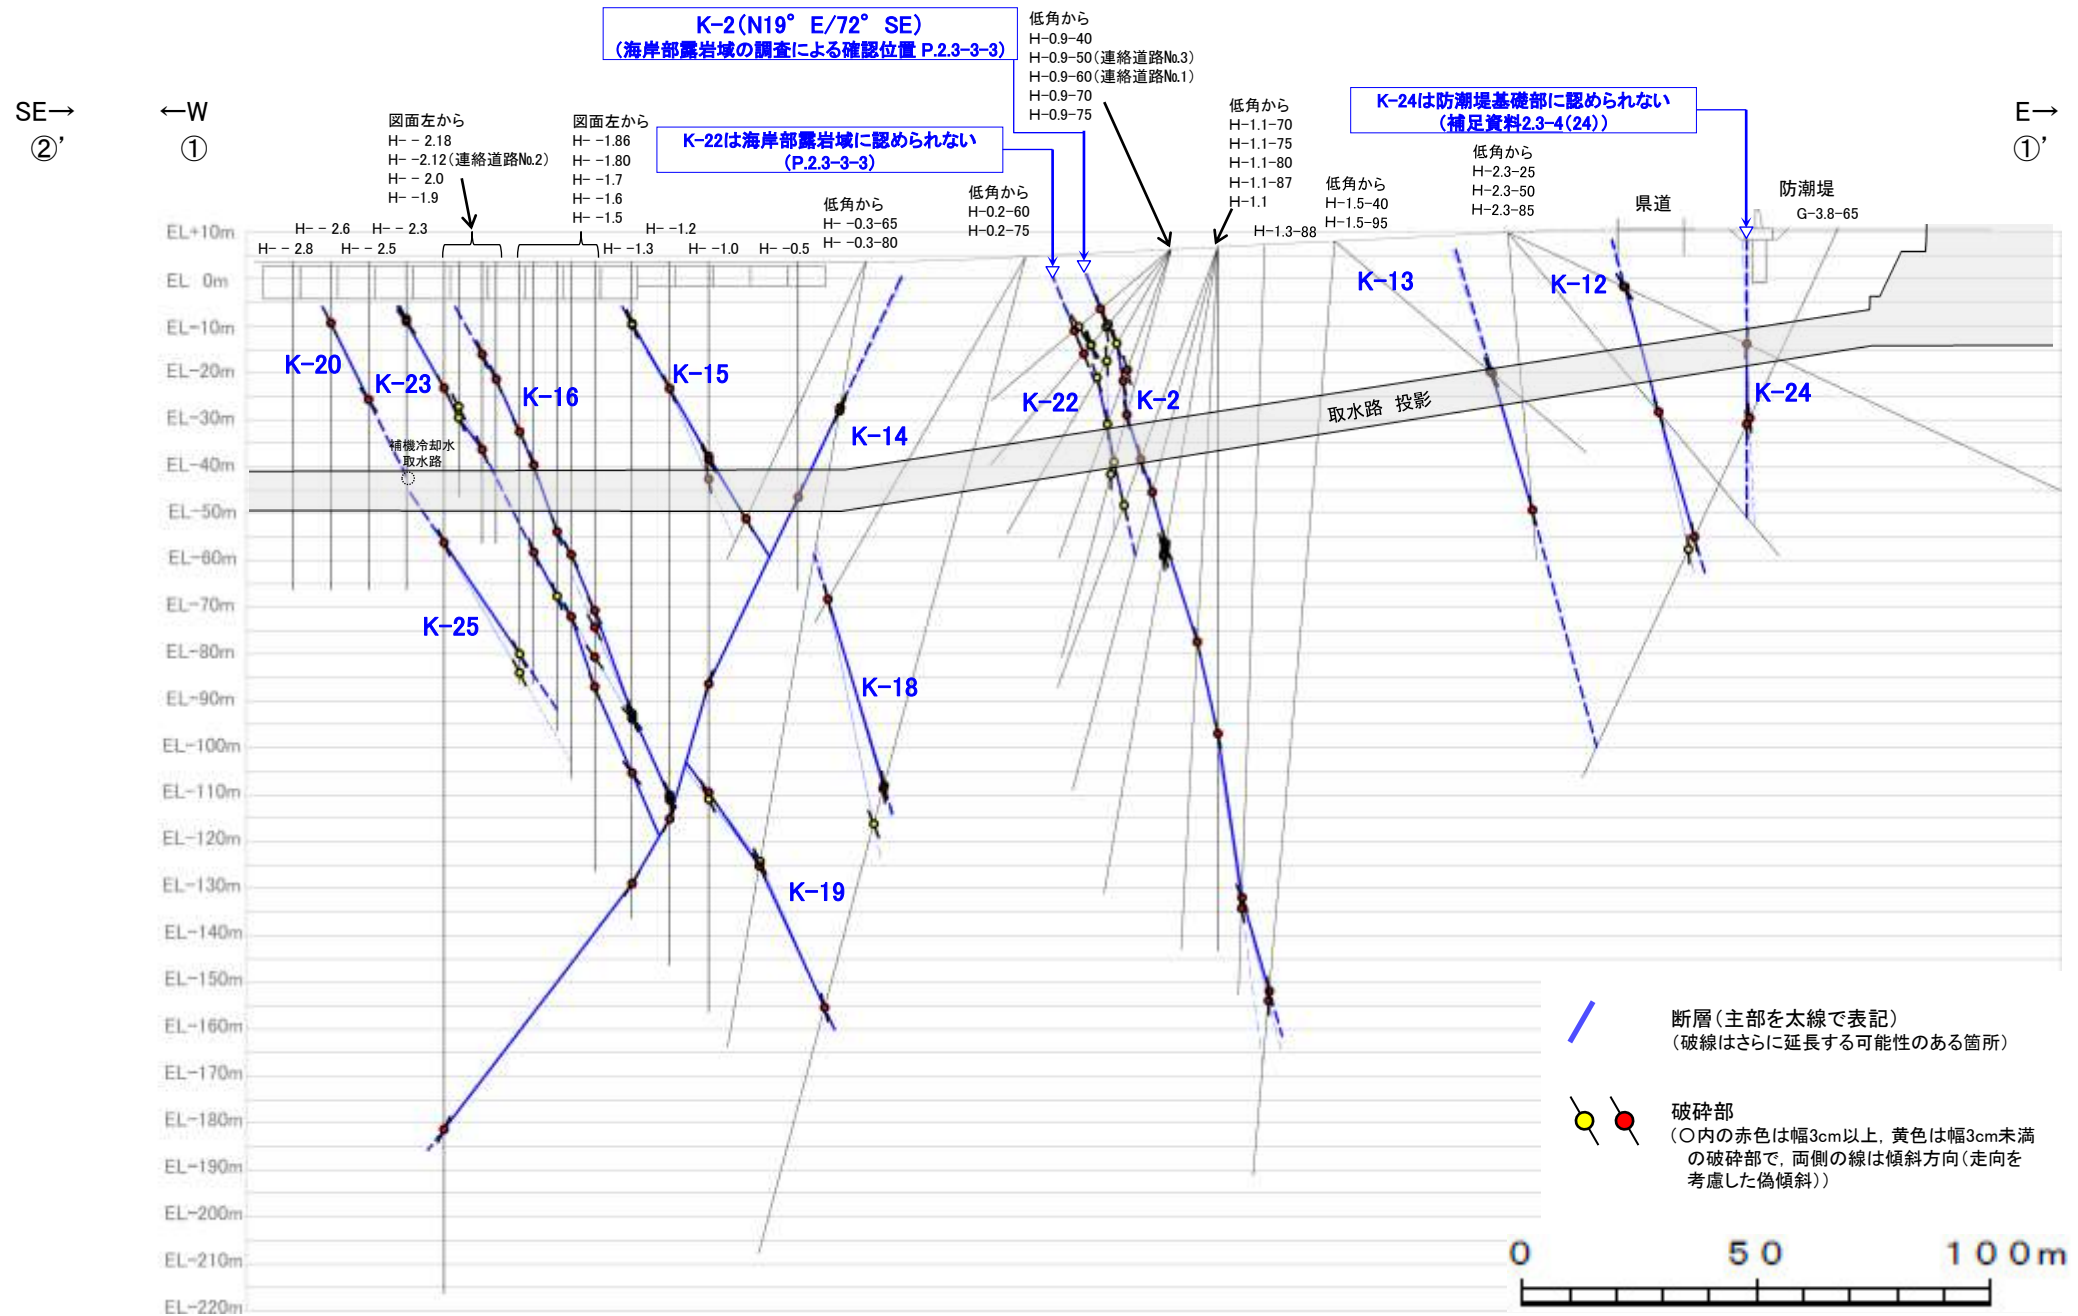 K-2(N19°E/72°SE)
(海岸部露岩域の調査による確認位置 P.2.3-3-3)
低角から
H-0.9-40
H-0.9-50(連絡道路No.3)
H-0.9-60(連絡道路No.1)
H-0.9-70
H-0.9-75
SE→
②’
←W
①
図面左から
H- - 2.18
H- -2.12(連絡道路No.2)
H- - 2.0
H- -1.9
図面左から
H- -1.86
H- -1.80
H- -1.7
H- -1.6
H- -1.5
K-22は海岸部露岩域に認められない
(P.2.3-3-3)
低角から
H-1.1-70
H-1.1-75
H-1.1-80
H-1.1-87
H-1.1
K-24は防潮堤基礎部に認められない
(補足資料2.3-4(24))
E→
①’
低角から
H-2.3-25
H-2.3-50
H-2.3-85
低角から
H-1.5-40
H-1.5-95
低角から
H-0.2-60
H-0.2-75
低角から
H- -0.3-65
H- -0.3-80
県道
防潮堤
G-3.8-65
H-1.3-88
H- - 2.6
H- - 2.3
H- -1.2
H- - 2.8
H- - 2.5
H- -1.3
H- -1.0
H- -0.5
EL+10m
EL 0m
EL-10m
EL-20m
EL-30m
EL-40m
EL-50m
EL-60m
EL-70m
EL-80m
EL-90m
EL-100m
EL-110m
EL-120m
EL-130m
EL-140m
EL-150m
EL-160m
EL-170m
EL-180m
EL-190m
EL-200m
EL-210m
EL-220m
K-20
K-23
K-16
K-15
K-14
K-22
K-2
K-13
K-12
K-24
補機冷却水
取水路
取水路 投影
K-25
K-18
K-19
断層(主部を太線で表記)
(破線はさらに延長する可能性のある箇所)
破砕部
(○内の赤色は幅3cm以上, 黄色は幅3cm未満
の破砕部で, 両側の線は傾斜方向(走向を
考慮した偽傾斜))
0 50 100m